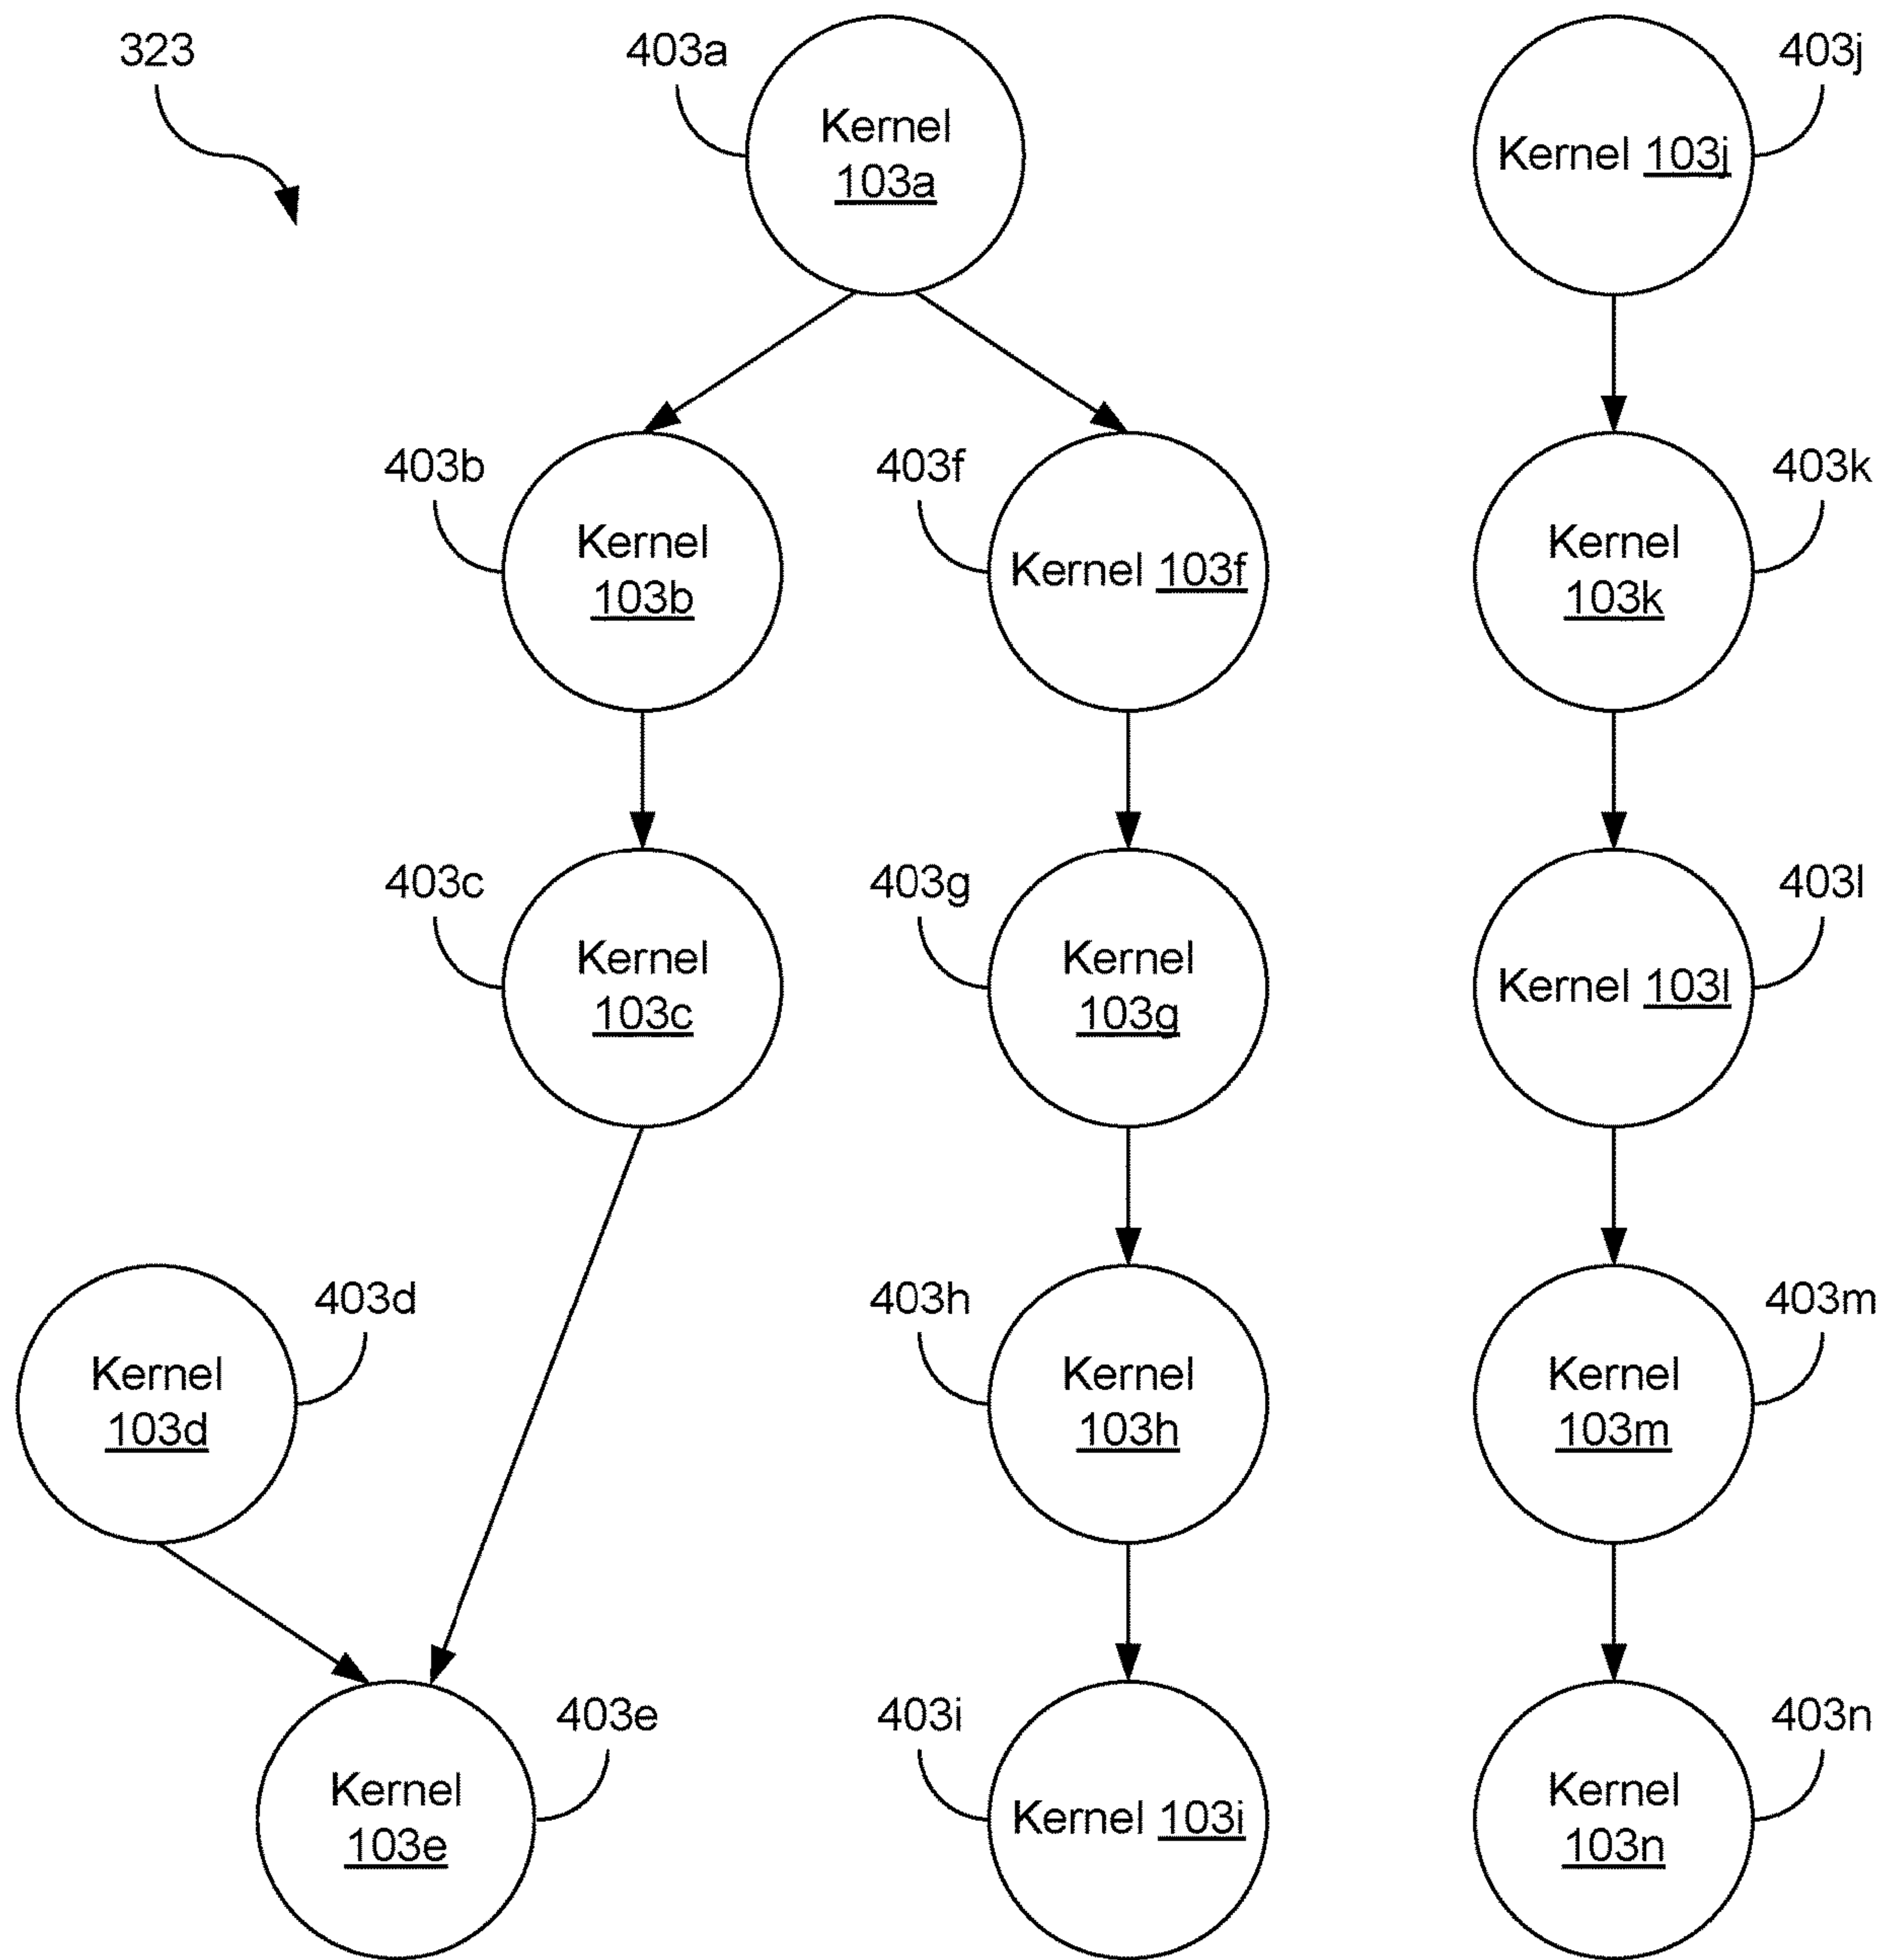 323
403a
Kernel
103a
403j
Kernel 103j
403b
Kernel
103b
403f
Kernel 103f
403k
Kernel
103k
403c
Kernel
103c
403g
Kernel
103g
403l
Kernel 103l
403d
Kernel
103d
403h
Kernel
103h
403m
Kernel
103m
403e
Kernel
103e
403i
Kernel 103i
403n
Kernel
103n